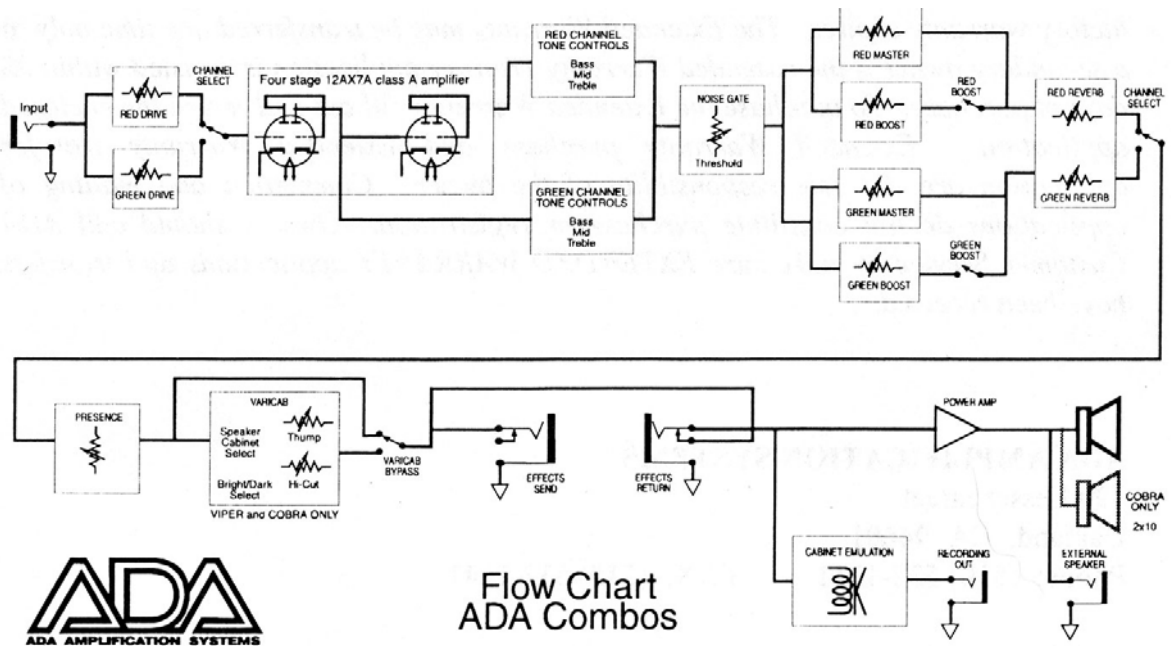 Input
RED DRIVE
GREEN DRIVE
CHANNEL
SELECT
Four stage 12AX7A class A amplifier
RED CHANNEL
TONE CONTROLS
Bass
Mid
Treble
GREEN CHANNEL
TONE CONTROLS
Bass
Mid
Treble
NOISE GATE
Threshold
RED MASTER
RED BOOST
RED
BOOST
GREEN MASTER
GREEN BOOST
GREEN
BOOST
RED REVERB
GREEN REVERB
CHANNEL
SELECT
PRESENCE
VARICAB
Speaker
Cabinet
Select
Thump
Bright/Dark
Select
Hi-Cut
VIPER and COBRA ONLY
VARICAB
BYPASS
EFFECTS
SEND
EFFECTS
RETURN
POWER AMP
COBRA
ONLY
2x10
CABINET EMULATION
RECORDING
OUT
EXTERNAL
SPEAKER
ADA
ADA AMPLIFICATION SYSTEMS
Flow Chart
ADA Combos